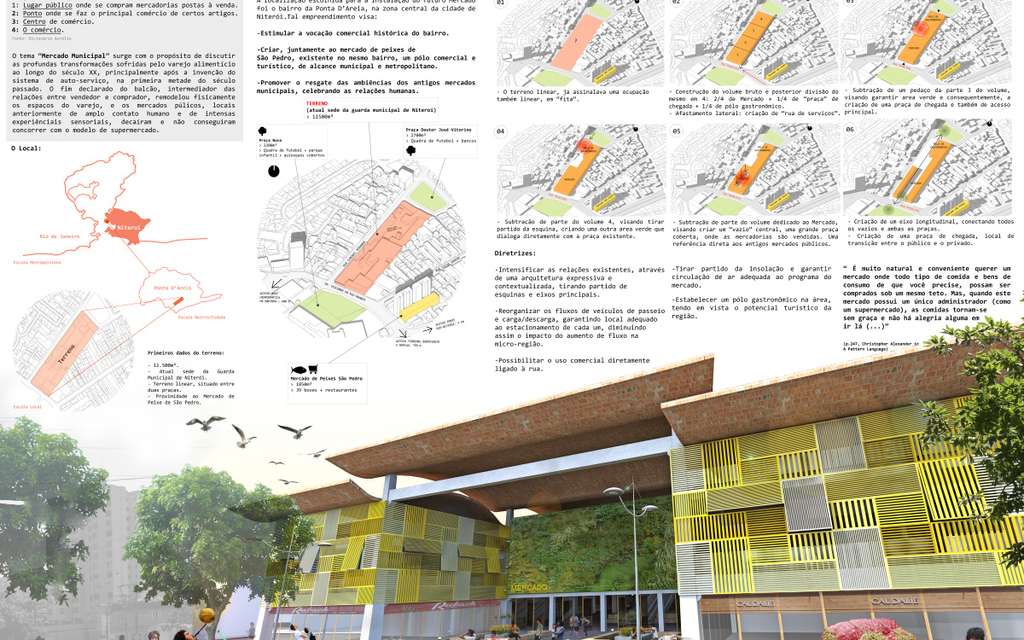 1: Lugar público onde se compram mercadorias postas à venda.
2: Ponto onde se faz o principal comércio de certos artigos.
3: Centro de comércio.
4: O comércio.
O tema "Mercado Municipal" surge com o propósito de discutir
as profundas transformações sofridas pelo varejo alimentício
ao longo do século XX, principalmente após a invenção do
sistema de auto-serviço, na primeira metade do século
passado. O fim declarado do balcão, intermediador das
relações entre vendedor e comprador, remodelou fisicamente
os espaços do varejo, e os mercados púlicos, locais
anteriormente de amplo contato humano e de intensas
experiências sensoriais, decairam e não conseguiram
concorrer com o modelo de supermercado.
O Local:
Niterói
Rio de Janeiro
Escala Metropolitana
Ponta D'Areia
Escala Metrocidade
Terreno
Escala Local
Primeiros dados do terreno:
- 11.500m².
- Atual sede da Guarda
Municipal de Niterói.
- Terreno linear, situado entre
duas praças.
- Proximidade ao Mercado de
Peixe de São Pedro.
foi o bairro da Ponta D'Areia, na zona central da cidade de
Niterói.Tal empreendimento visa:
-Estimular a vocação comercial histórica do bairro.
-Criar, juntamente ao mercado de peixes de
São Pedro, existente no mesmo bairro, um pólo comercial e
turístico, de alcance municipal e metropolitano.
-Promover o resgate das ambiências dos antigos mercados
municipais, celebrando as relações humanas.
TERRENO
(atual sede da guarda municipal de Niterói)
: 11500m²
Praça Nova
: Quadra de futebol + parque
infantil +
Praça Doutor José Vitorino
: 2700m²
: Quadra de futebol + bancos
Mercado de Peixes São Pedro
: 1050m²
: 39 boxes + restaurantes
01
- O terreno linear, já assinalava uma ocupação
também linear, em "fita".
02
- Construção do volume bruto e posterior divisão do
mesmo em 4: 2/4 de Mercado + 1/4 de "praça" de
chegada + 1/4 de pólo gastronômico.
- Afastamento lateral: criação de "rua de serviços".
03
- Subtração de um pedaço da parte 3 do volume,
visando garantir area verde e consequentemente, a
criação de uma praça de chegada e também de acesso
principal.
04
- Subtração de parte do volume 4, visando tirar
partido da esquina, criando uma outra area verde que
dialoga diretamente com a praça existente.
05
- Subtração de parte do volume dedicado ao Mercado,
visando criar um "vazio" central, uma grande praça
coberta, onde as mercadorias são vendidas. Uma
referência direta aos antigos mercados públicos.
06
- Criação de um eixo longitudinal, conectando todos
os vazios e ambas as praças.
- Criação de uma praça de chegada, local de
transição entre o público e o privado.
Diretrizes:
-Intensificar as relações existentes, através
de uma arquitetura expressiva e
contextualizada, tirando partido de
esquinas e eixos principais.
-Reorganizar os fluxos de veículos de passeio
e carga/descarga, garantindo local adequado
ao estacionamento de cada um, diminuindo
assim o impacto do aumento de fluxo na
micro-região.
-Possibilitar o uso comercial diretamente
ligado à rua.
-Tirar partido da insolação e garantir
circulação de ar adequada ao programa do
mercado.
-Estabelecer um pólo gastronômico na área,
tendo em vista o potencial turístico da
região.
" É muito natural e conveniente querer um
mercado onde todo tipo de comida e bens de
consumo de que você precise, possam ser
comprados sob um mesmo teto. Mas, quando este
mercado possui um único administrador (como
um supermercado), as comidas tornam-se
sem graça e não há alegria alguma em
ir lá (...)"
(p.247, Christopher Alexander in
A Pattern Language)
MERCADO